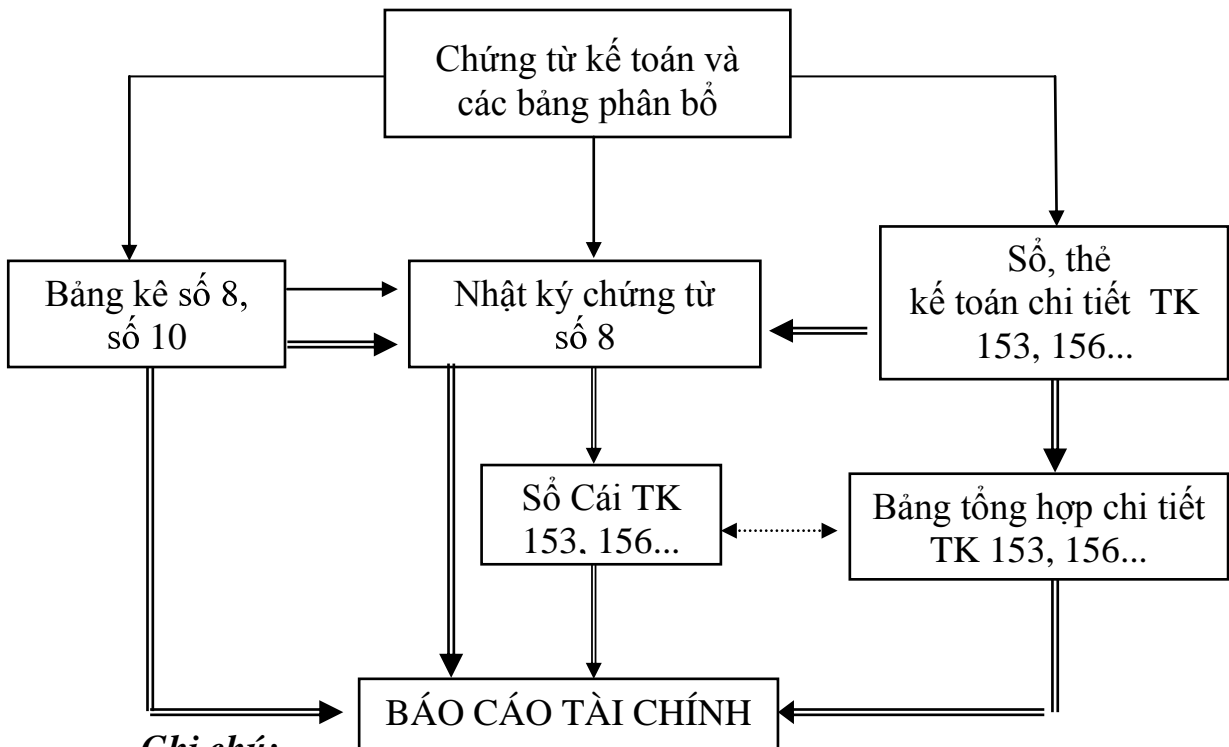 Chứng từ kế toán và
các bảng phân bổ
Bảng kê số 8,
số 10
Nhật ký chứng từ
số 8
Sổ, thẻ
kế toán chi tiết TK
153, 156...
Sổ Cái TK
153, 156...
Bảng tổng hợp chi tiết
TK 153, 156...
BÁO CÁO TÀI CHÍNH
Ghi chú: